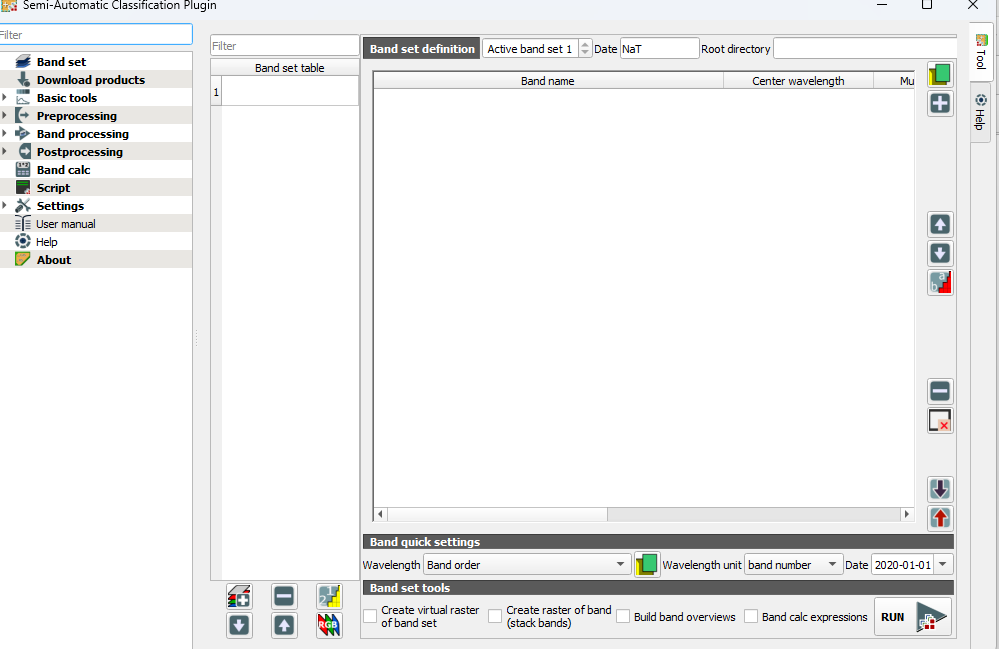 Semi-Automatic Classification Plugin
Filter
Band set
Download products
Basic tools
Preprocessing
Band processing
Postprocessing
Band calc
Script
Settings
User manual
Help
About
Filter
Band set table
1
Band set definition
Active band set 1
Date
NaT
Root directory
Band name
Center wavelength
Mu
Band quick settings
Wavelength
Band order
Wavelength unit
band number
Date
2020-01-01
Band set tools
Create virtual raster
of band set
Create raster of band
(stack bands)
Build band overviews
Band calc expressions
RUN
RGB
b a
Tool
Help